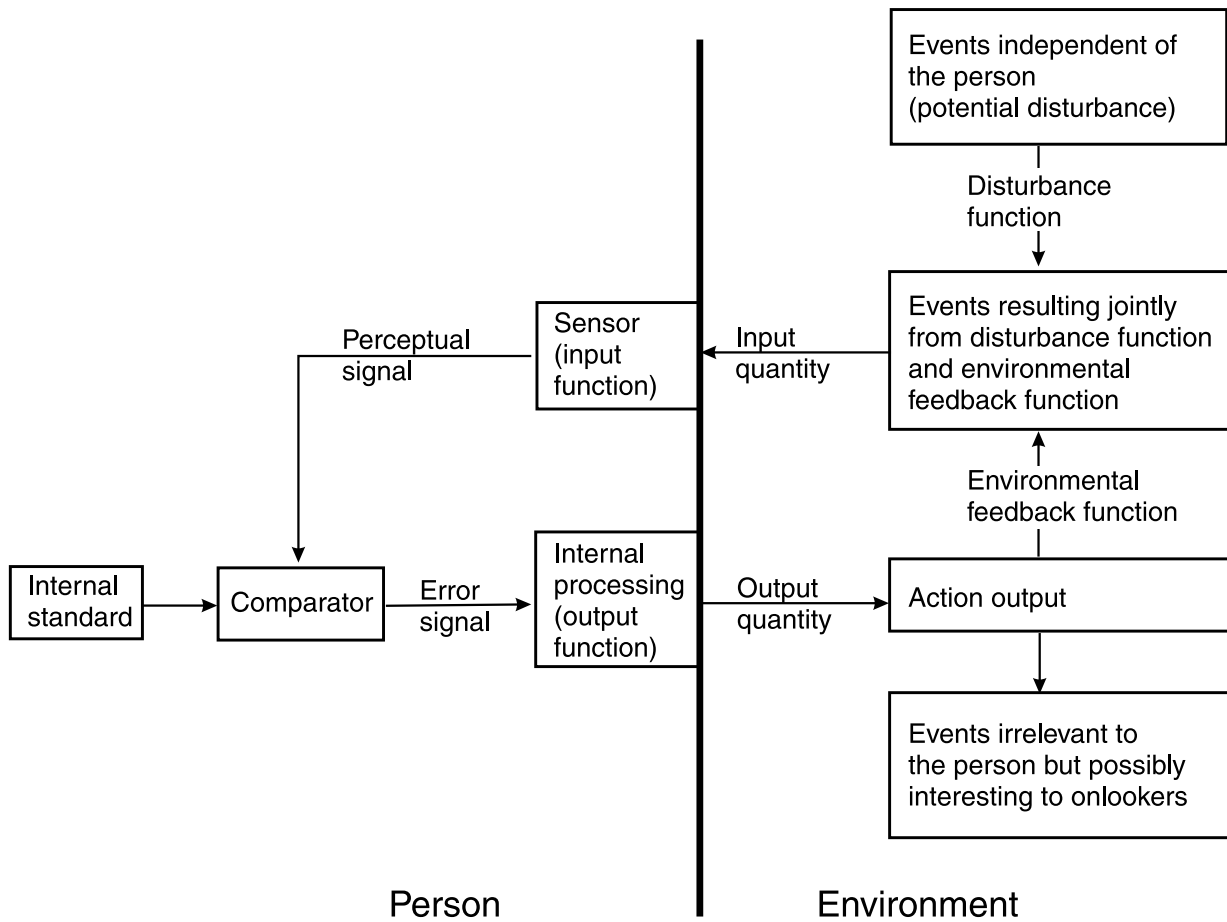 Events independent of
the person
(potential disturbance)
Disturbance
function
Events resulting jointly
from disturbance function
and environmental
feedback function
Input
quantity
Sensor
(input
function)
Perceptual
signal
Environmental
feedback function
Internal
standard
Comparator
Error
signal
Internal
processing
(output
function)
Output
quantity
Action output
Events irrelevant to
the person but possibly
interesting to onlookers
Person
Environment